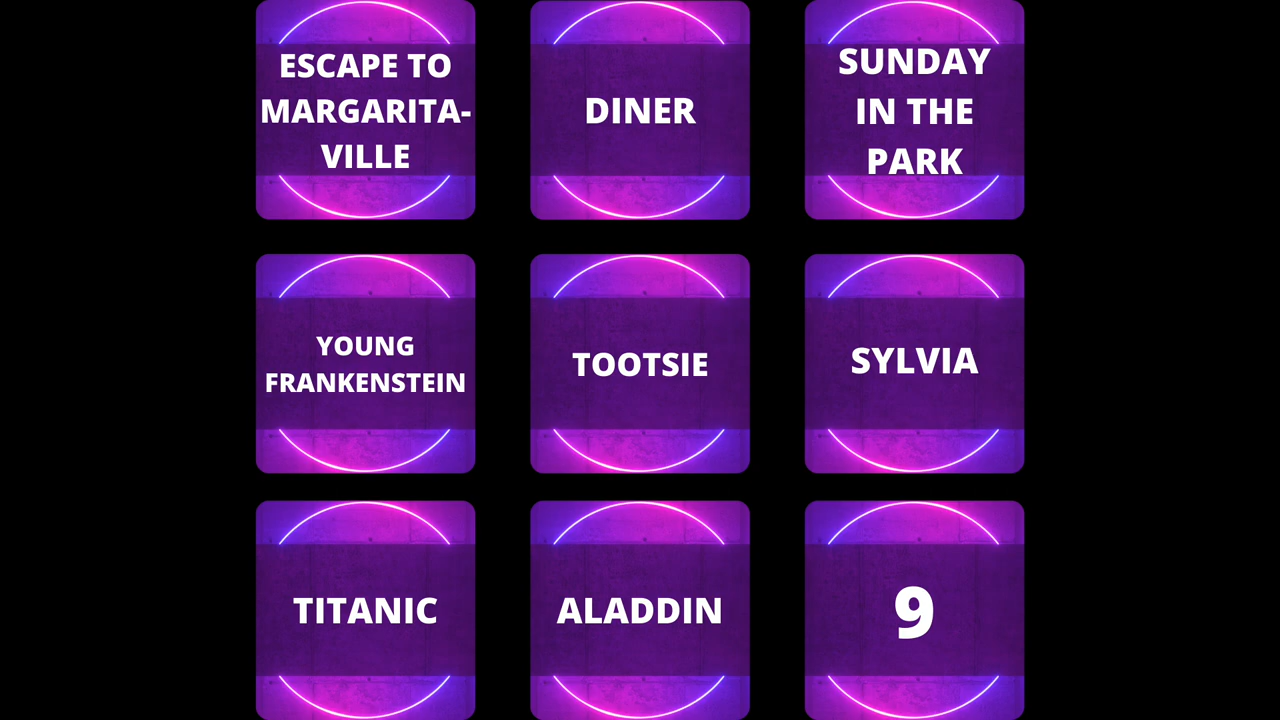 ESCAPE TO
MARGARITA-
VILLE
DINER
SUNDAY
IN THE
PARK
YOUNG
FRANKENSTEIN
TOOTSIE
SYLVIA
TITANIC
ALADDIN
9